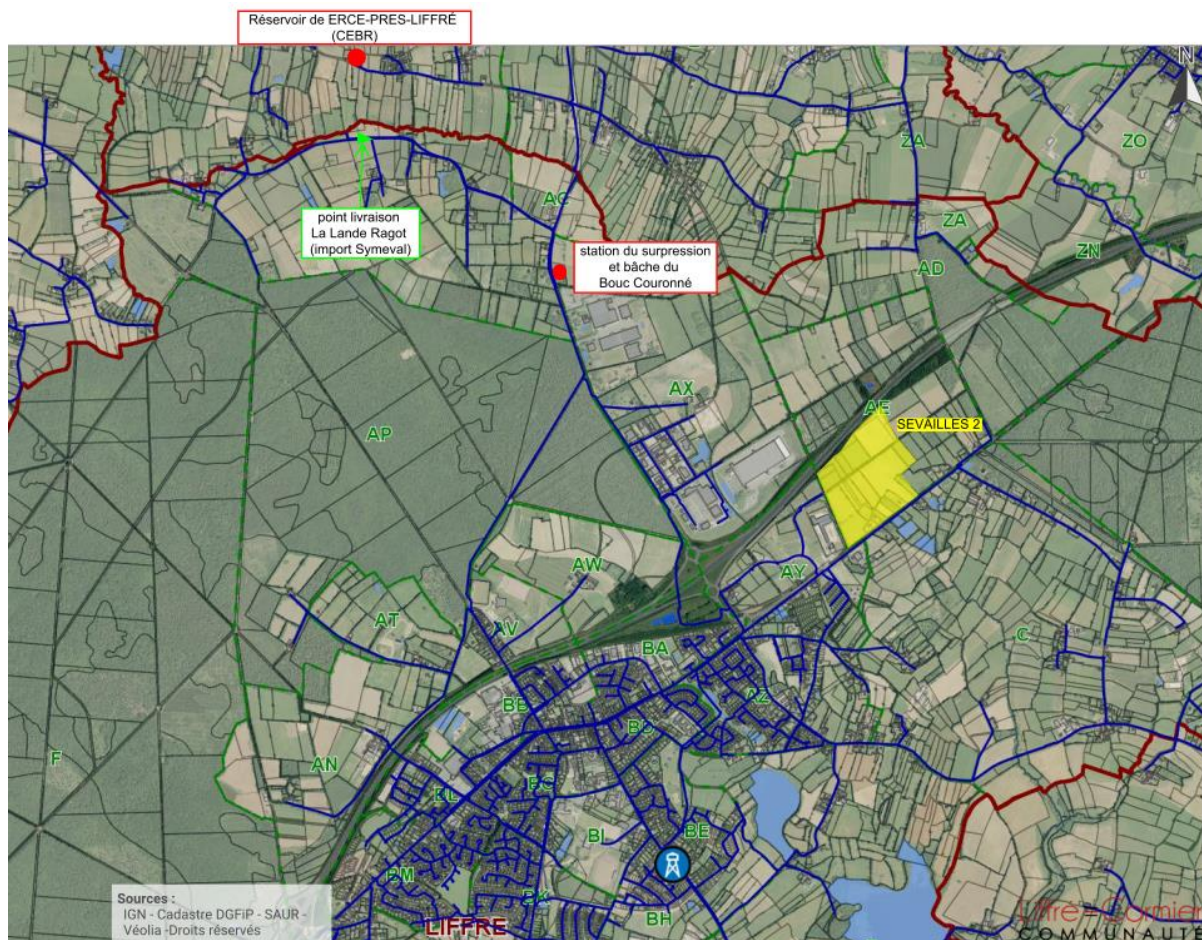 Réservoir de ERCE-PRES-LIFFRÉ
(CEBR)
N
ZA
ZO
AC
point livraison
La Lande Ragot
(import Symeval)
ZA
station du surpression
et bâche du
Bouc Couronné
AD
ZN
AX
AE
SEVAILLES 2
AP
AW
AY
AT
AV
BA
C
BB
AZ
BD
F
AN
BL
BC
BI
BE
BM
BK
BH
Sources :
IGN - Cadastre DGFiP - SAUR -
Véolia -Droits réservés
LIFFRE
Liffré-Cormier
COMMUNAUTÉ